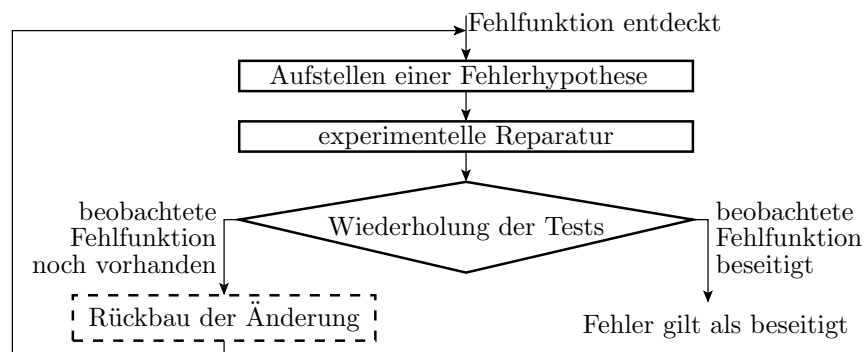 Fehlfunktion entdeckt
Aufstellen einer Fehlerhypothese
experimentelle Reparatur
Wiederholung der Tests
beobachtete
Fehlfunktion
noch vorhanden
beobachtete
Fehlfunktion
beseitigt
Rückbau der Änderung
Fehler gilt als beseitigt